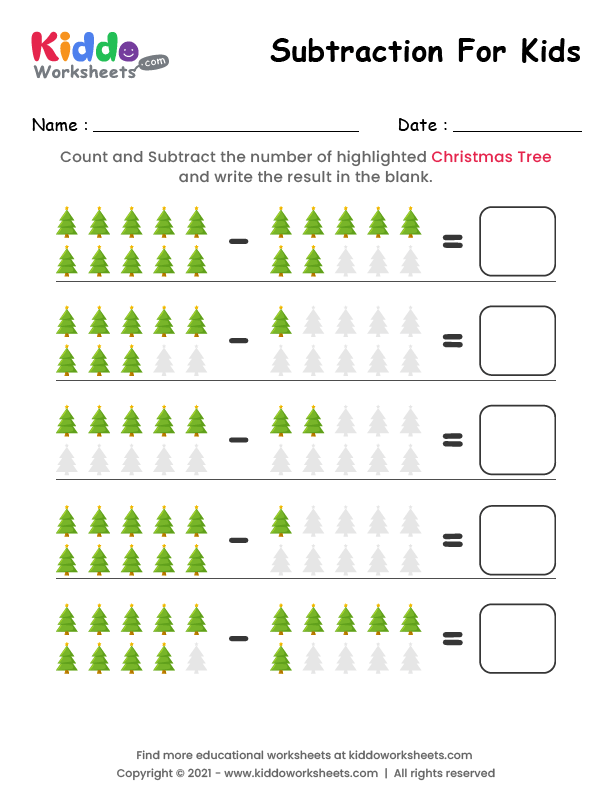 Kiddo
Worksheets.com
Subtraction For Kids
Name : Date :
Count and Subtract the number of highlighted Christmas Tree
and write the result in the blank.
- =
- =
- =
- =
- =
Find more educational worksheets at kiddoworksheets.com
Copyright © 2021 - www.kiddoworksheets.com | All rights reserved